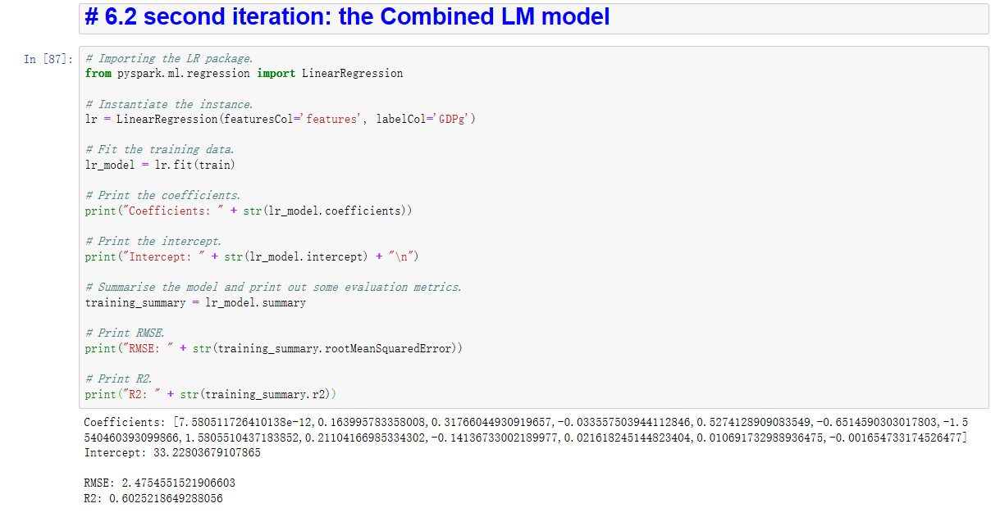 # 6.2 second iteration: the Combined LM model
In [87]:
# Importing the LR package.
from pyspark.ml.regression import LinearRegression
# Instantiate the instance.
lr = LinearRegression(featuresCol='features', labelCol='GDPg')
# Fit the training data.
lr_model = lr.fit(train)
# Print the coefficients.
print("Coefficients: " + str(lr_model.coefficients))
# Print the intercept.
print("Intercept: " + str(lr_model.intercept) + "\n")
# Summarise the model and print out some evaluation metrics.
training_summary = lr_model.summary
# Print RMSE.
print("RMSE: " + str(training_summary.rootMeanSquaredError))
# Print R2.
print("R2: " + str(training_summary.r2))
Coefficients: [7.580511726410138e-12,0.163995783358008,0.31766044930919657,-0.033557503944112846,0.5274128909083549,-0.6514590303017803,-1.5
540460393099866,1.5805510437183852,0.21104166985334302,-0.14136733002189977,0.021618245144823404,0.010691732988936475,-0.001654733174526477]
Intercept: 33.22803679107865
RMSE: 2.4754551521906603
R2: 0.6025218649288056